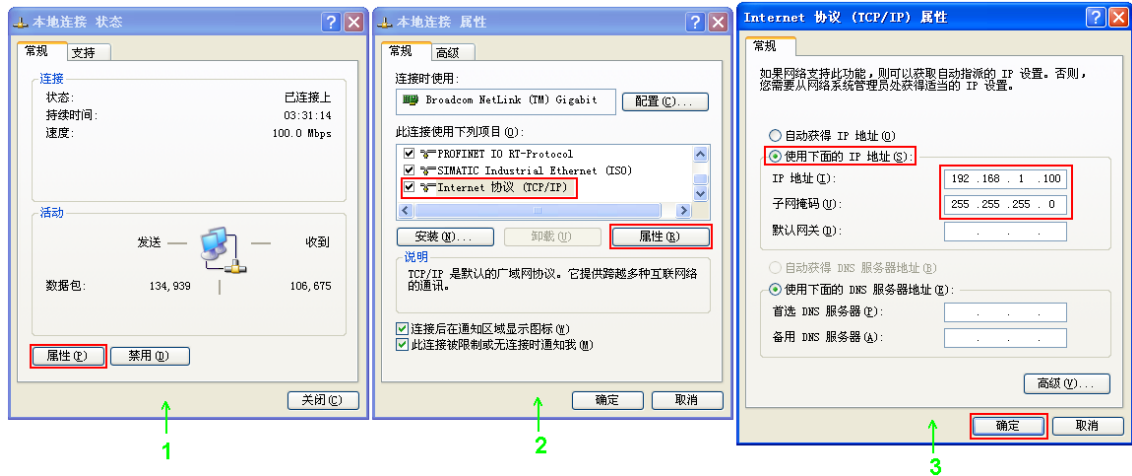 本地连接 状态
常规 支持
连接
状态: 已连接上
持续时间: 03:31:14
速度: 100.0 Mbps
活动
发送 — — 收到
数据包: 134,939 | 106,675
属性(P) 禁用(D)
关闭(C)
1
本地连接 属性
常规 高级
连接时使用:
Broadcom NetLink (TM) Gigabit 配置(C)...
此连接使用下列项目(O):
PROFINET IO RT-Protocol
SIMATIC Industrial Ethernet (ISO)
Internet 协议 (TCP/IP)
安装(N)... 卸载(U) 属性(R)
说明
TCP/IP 是默认的广域网协议。它提供跨越多种互联网络
的通讯。
连接后在通知区域显示图标(W)
此连接被限制或无连接时通知我(M)
确定 取消
2
Internet 协议 (TCP/IP) 属性
常规
如果网络支持此功能，则可以获取自动指派的 IP 设置。否则，
您需要从网络系统管理员处获得适当的 IP 设置。
自动获得 IP 地址(O)
使用下面的 IP 地址(S):
IP 地址(I): 192 .168 . 1 .100
子网掩码(U): 255 .255 .255 . 0
默认网关(D): . . .
自动获得 DNS 服务器地址(B)
使用下面的 DNS 服务器地址(E):
首选 DNS 服务器(P): . . .
备用 DNS 服务器(A): . . .
高级(V)...
确定 取消
3